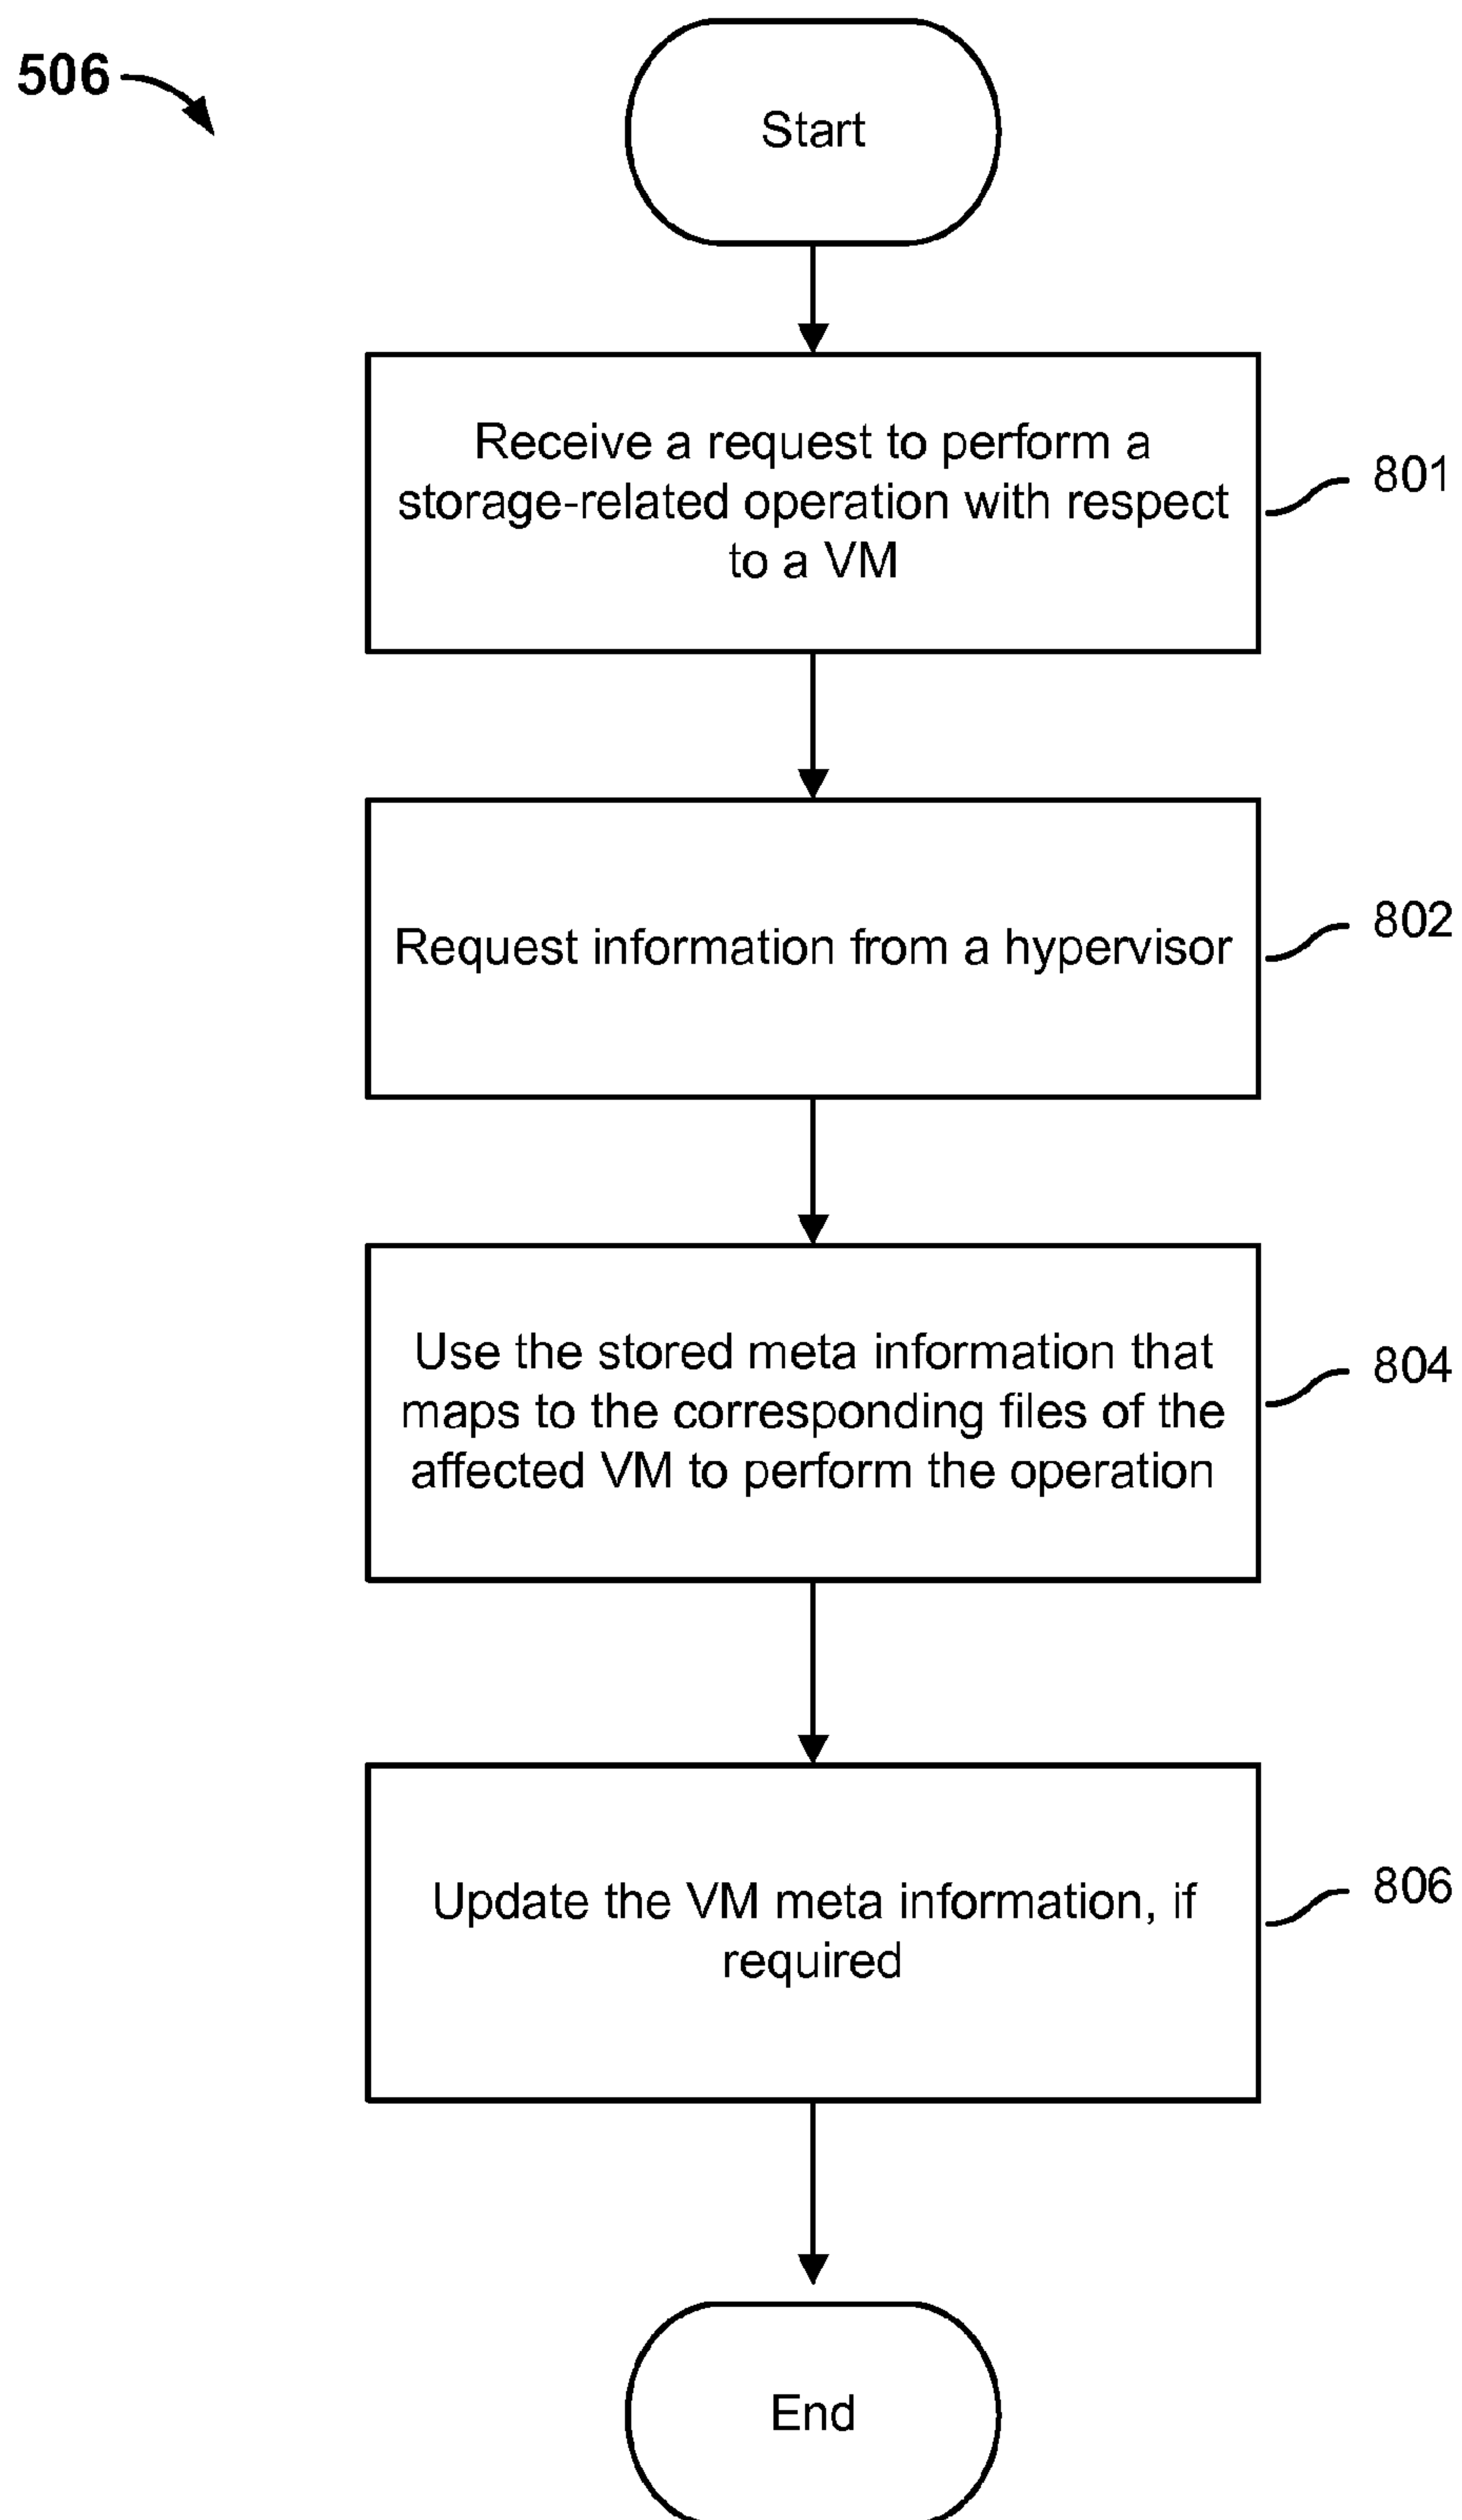 506
Start
Receive a request to perform a
storage-related operation with respect
to a VM
801
Request information from a hypervisor
802
Use the stored meta information that
maps to the corresponding files of the
affected VM to perform the operation
804
Update the VM meta information, if
required
806
End